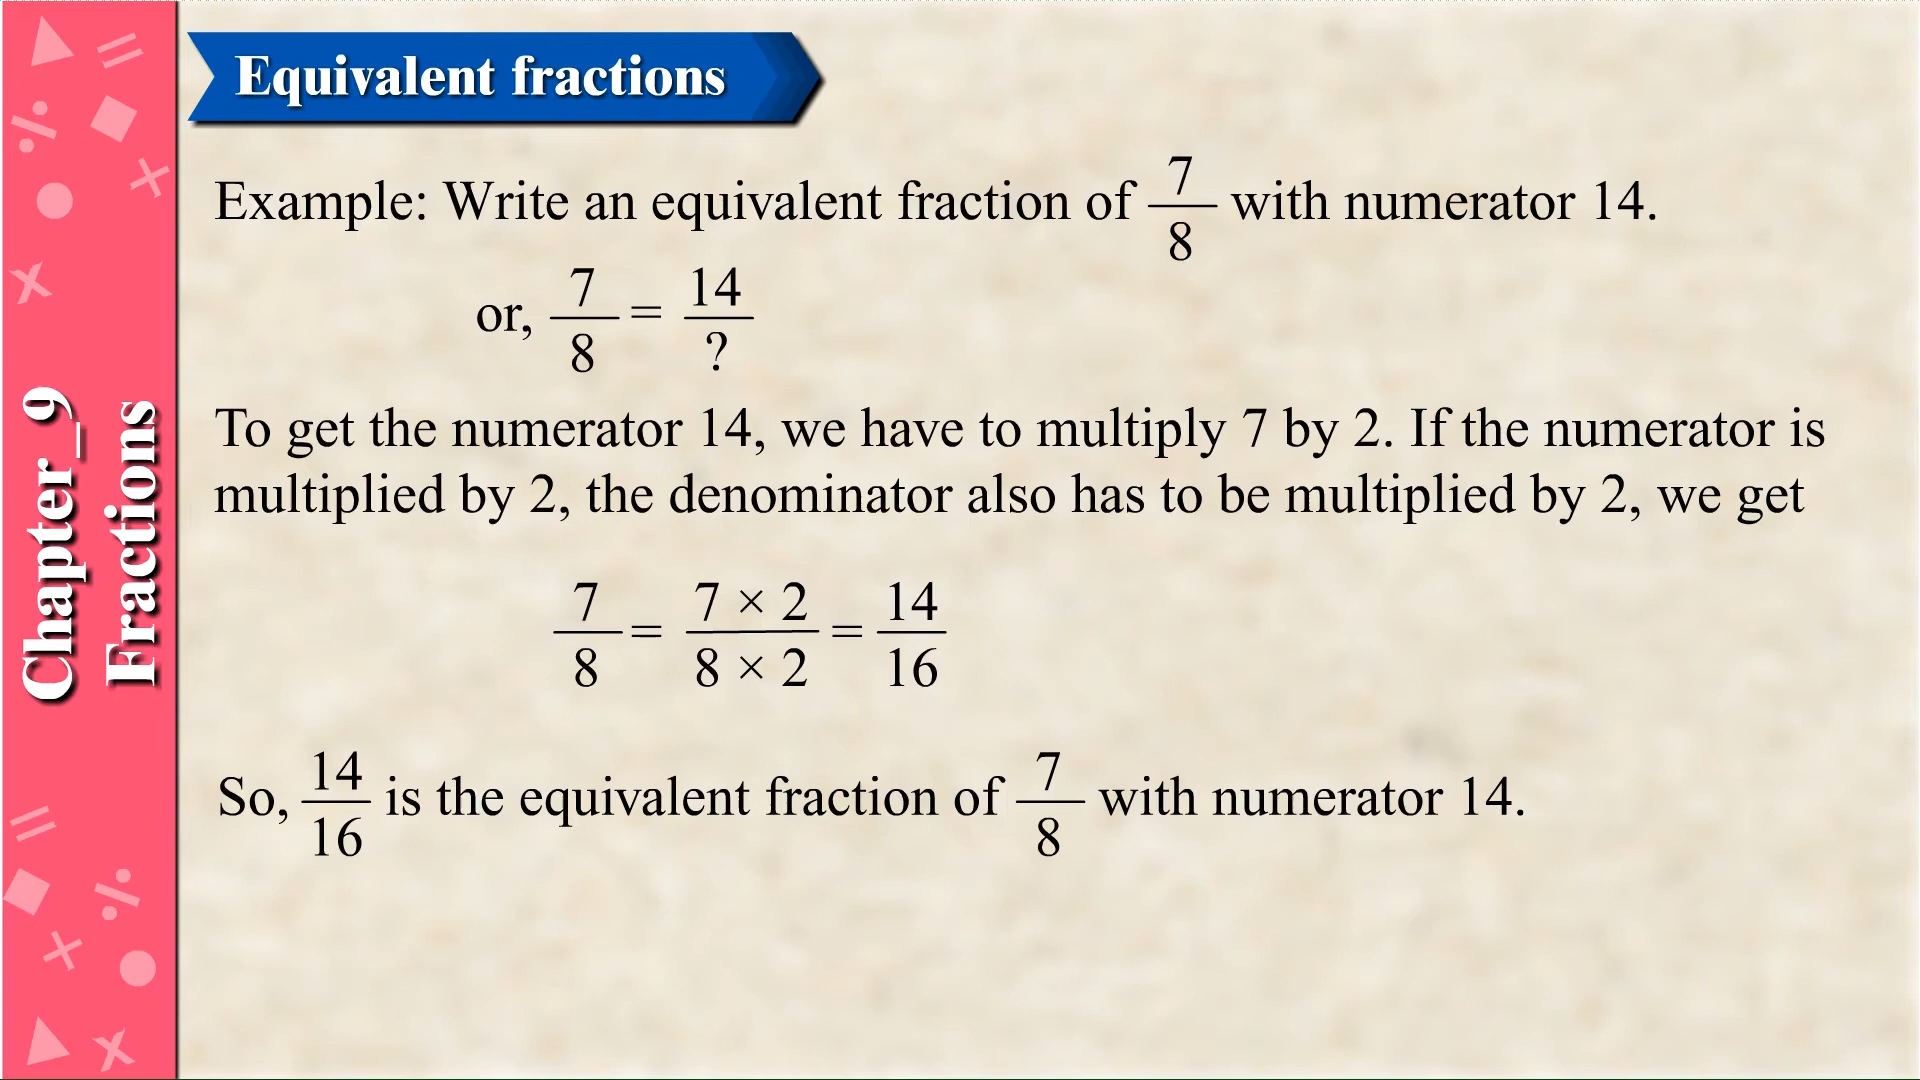 Chapter_9
Fractions
Equivalent fractions
Example: Write an equivalent fraction of 7/8 with numerator 14.
or, 7/8 = 14/?
To get the numerator 14, we have to multiply 7 by 2. If the numerator is
multiplied by 2, the denominator also has to be multiplied by 2, we get
7/8 = 7 × 2/8 × 2 = 14/16
So, 14/16 is the equivalent fraction of 7/8 with numerator 14.